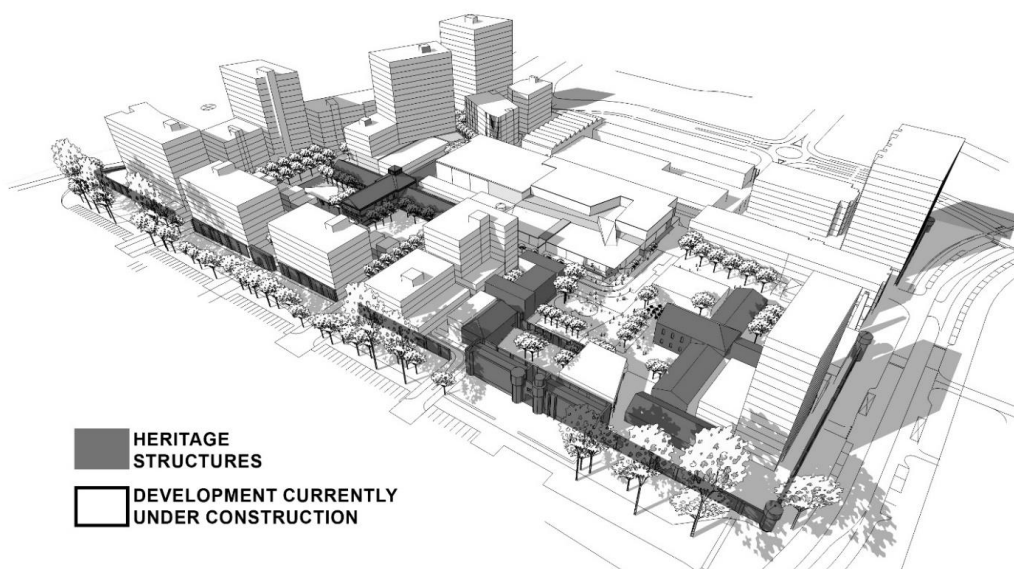 HERITAGE
STRUCTURES
DEVELOPMENT CURRENTLY
UNDER CONSTRUCTION